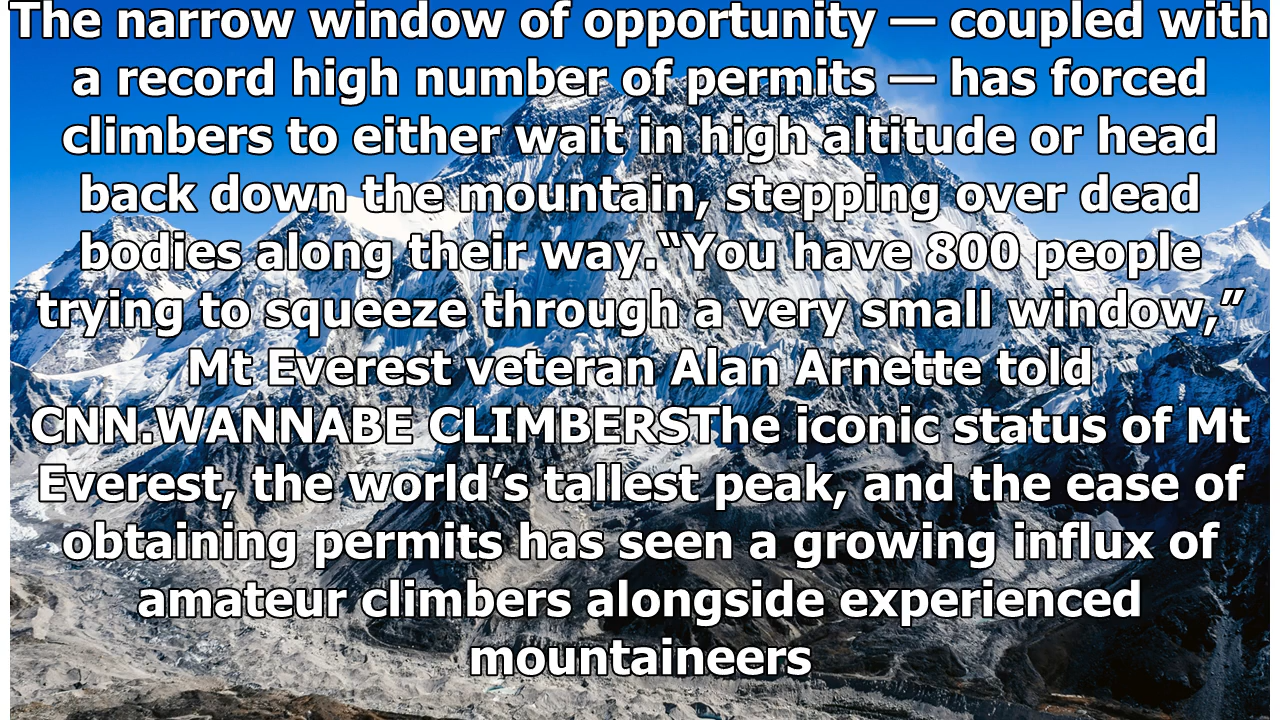 The narrow window of opportunity — coupled with
a record high number of permits — has forced
climbers to either wait in high altitude or head
back down the mountain, stepping over dead
bodies along their way.“You have 800 people
trying to squeeze through a very small window,”
Mt Everest veteran Alan Arnette told
CNN.WANNABE CLIMBERSThe iconic status of Mt
Everest, the world’s tallest peak, and the ease of
obtaining permits has seen a growing influx of
amateur climbers alongside experienced
mountaineers